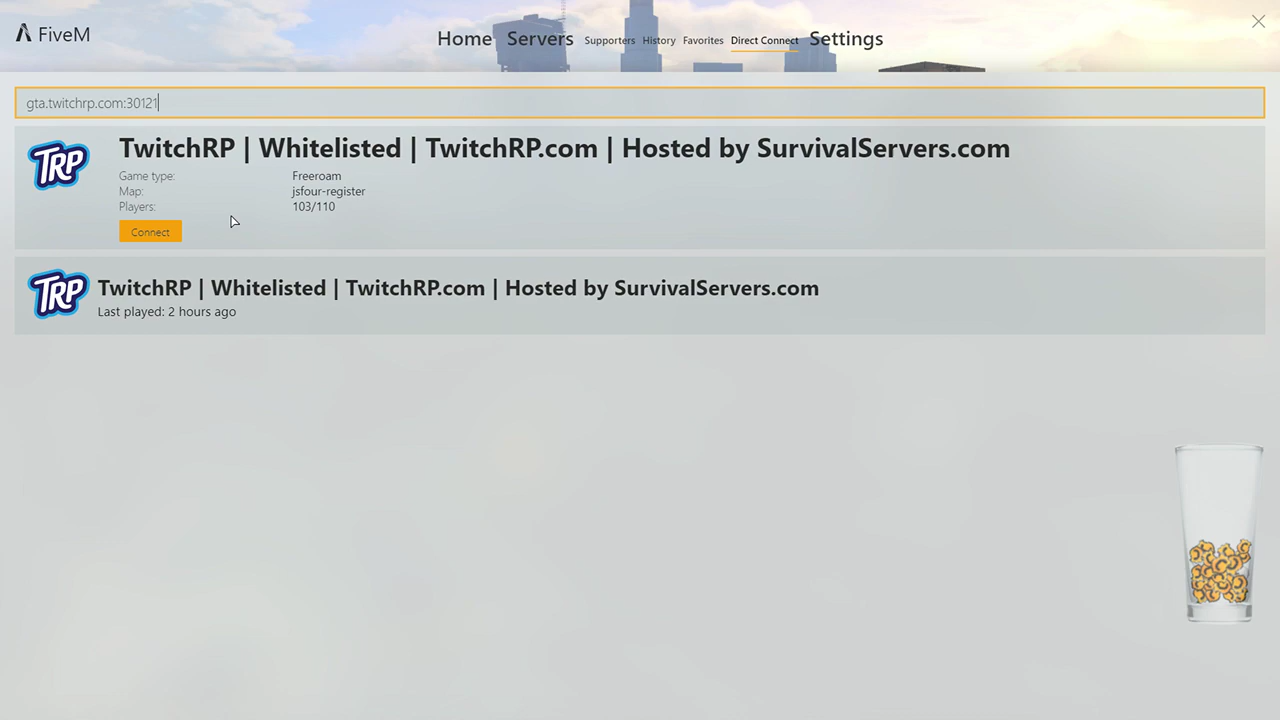 FiveM
Home Servers Supporters History Favorites Direct Connect Settings
gta.twitchrp.com:30121
TRP
TwitchRP | Whitelisted | TwitchRP.com | Hosted by SurvivalServers.com
Game type: Freeroam
Map: jsfour-register
Players: 103/110
Connect
TRP
TwitchRP | Whitelisted | TwitchRP.com | Hosted by SurvivalServers.com
Last played: 2 hours ago